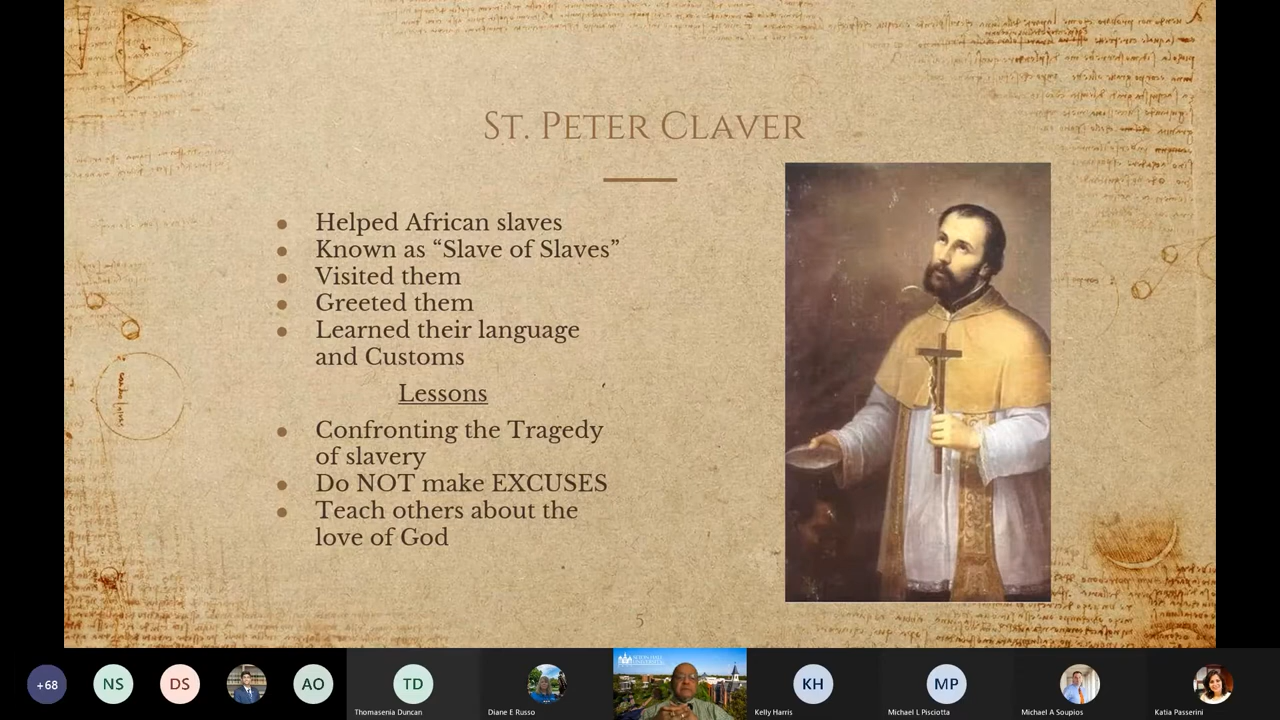 St. Peter Claver
● Helped African slaves
● Known as “Slave of Slaves”
● Visited them
● Greeted them
● Learned their language
and Customs
Lessons
● Confronting the Tragedy
of slavery
● Do NOT make EXCUSES
● Teach others about the
love of God
5
+68
NS
DS
AO
TD
KH
MP
Thomasenia Duncan
Diane E Russo
Kelly Harris
Michael L Pisciotta
Michael A Soupios
Katia Passerini